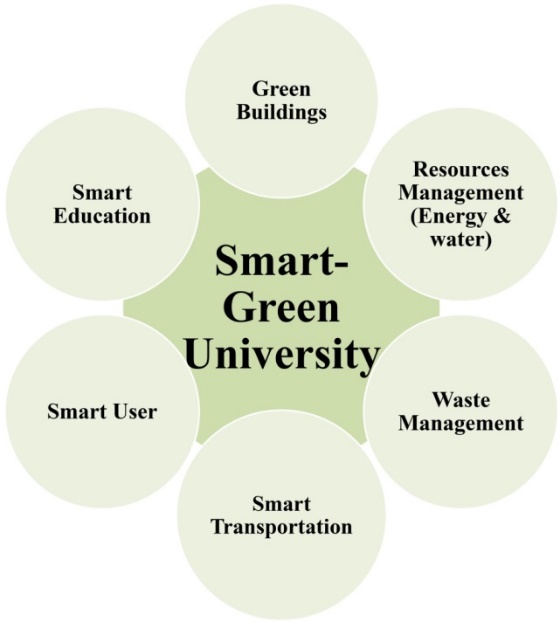 Green
Buildings
Resources
Management
(Energy &
water)
Waste
Management
Smart
Transportation
Smart User
Smart
Education
Smart-
Green
University